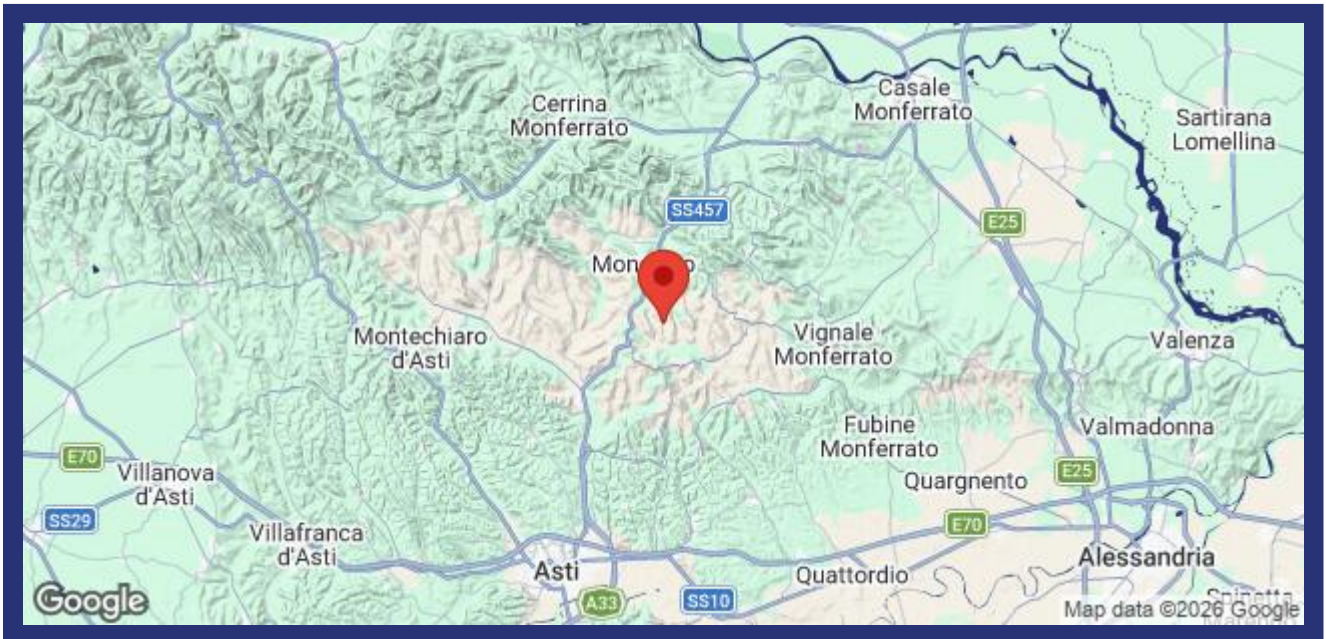 Cerrina
Monferrato
Casale
Monferrato
Sartirana
Lomellina
SS457
E25
Montechiaro
d'Asti
Vignale
Monferrato
Valenza
Fubine
Monferrato
Valmadonna
E70
Villanova
d'Asti
Quargnento
E25
SS29
Villafranca
d'Asti
E70
Asti
Quattordio
Alessandria
A33
SS10
Spinetta
Google
Map data ©2026 Google